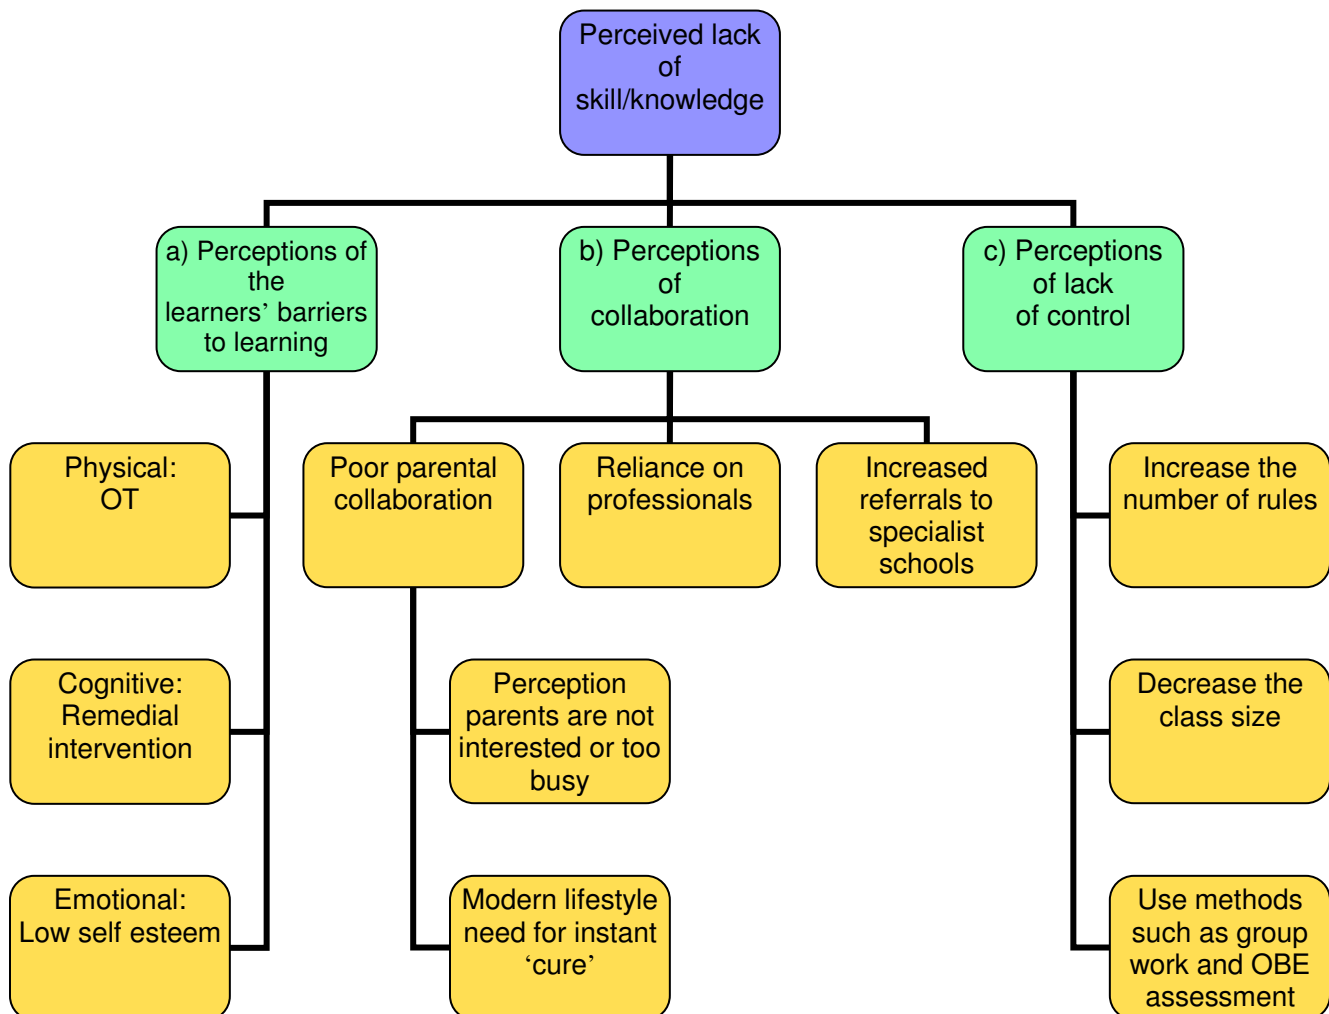 Perceived lack
of
skill/knowledge
a) Perceptions of
the
learners’ barriers
to learning
b) Perceptions
of
collaboration
c) Perceptions
of lack
of control
Physical:
OT
Poor parental
collaboration
Reliance on
professionals
Increased
referrals to
specialist
schools
Increase the
number of rules
Cognitive:
Remedial
intervention
Perception
parents are not
interested or too
busy
Decrease the
class size
Emotional:
Low self esteem
Modern lifestyle
need for instant
‘cure’
Use methods
such as group
work and OBE
assessment